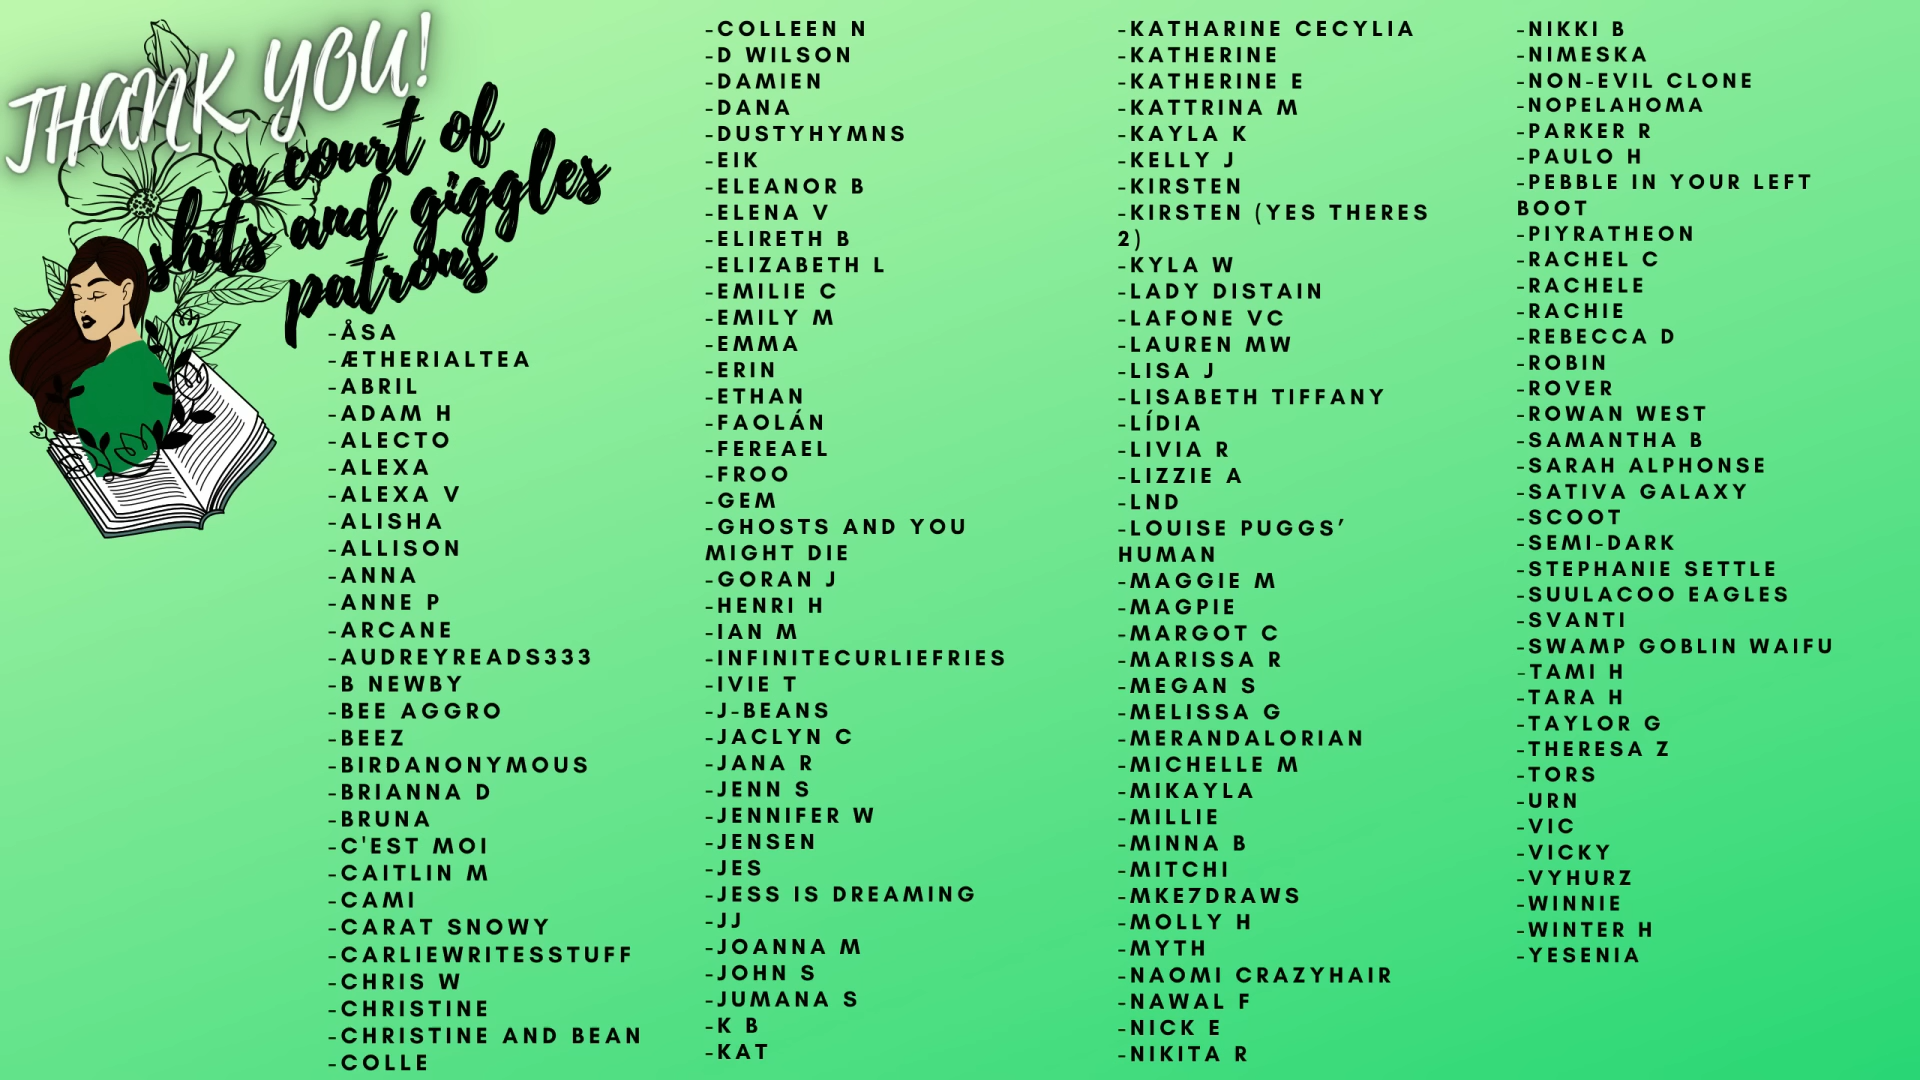 THANK YOU!
a court of
shits and giggles
patrons
-ÅSA
-ÆTHERIALTEA
-ABRIL
-ADAM H
-ALECTO
-ALEXA
-ALEXA V
-ALISHA
-ALLISON
-ANNA
-ANNE P
-ARCANE
-AUDREYREADS333
-B NEWBY
-BEE AGGRO
-BEEZ
-BIRDANONYMOUS
-BRIANNA D
-BRUNA
-C'EST MOI
-CAITLIN M
-CAMI
-CARAT SNOWY
-CARLIEWRITESSTUFF
-CHRIS W
-CHRISTINE
-CHRISTINE AND BEAN
-COLLE
-COLLEEN N
-D WILSON
-DAMIEN
-DANA
-DUSTYHYMNS
-EIK
-ELEANOR B
-ELENA V
-ELIRETH B
-ELIZABETH L
-EMILIE C
-EMILY M
-EMMA
-ERIN
-ETHAN
-FAOLÁN
-FEREAEL
-FROO
-GEM
-GHOSTS AND YOU
MIGHT DIE
-GORAN J
-HENRI H
-IAN M
-INFINITECURLIEFRIES
-IVIE T
-J-BEANS
-JACLYN C
-JANA R
-JENN S
-JENNIFER W
-JENSEN
-JES
-JESS IS DREAMING
-JJ
-JOANNA M
-JOHN S
-JUMANA S
-K B
-KAT
-KATHARINE CECYLIA
-KATHERINE
-KATHERINE E
-KATTRINA M
-KAYLA K
-KELLY J
-KIRSTEN
-KIRSTEN (YES THERES
2)
-KYLA W
-LADY DISTAIN
-LAFONE VC
-LAUREN MW
-LISA J
-LISABETH TIFFANY
-LÍDIA
-LIVIA R
-LIZZIE A
-LND
-LOUISE PUGGS’
HUMAN
-MAGGIE M
-MAGPIE
-MARGOT C
-MARISSA R
-MEGAN S
-MELISSA G
-MERANDALORIAN
-MICHELLE M
-MIKAYLA
-MILLIE
-MINNA B
-MITCHI
-MKE7DRAWS
-MOLLY H
-MYTH
-NAOMI CRAZYHAIR
-NAWAL F
-NICK E
-NIKITA R
-NIKKI B
-NIMESKA
-NON-EVIL CLONE
-NOPELAHOMA
-PARKER R
-PAULO H
-PEBBLE IN YOUR LEFT
BOOT
-PIYRATHEON
-RACHEL C
-RACHELE
-RACHIE
-REBECCA D
-ROBIN
-ROVER
-ROWAN WEST
-SAMANTHA B
-SARAH ALPHONSE
-SATIVA GALAXY
-SCOOT
-SEMI-DARK
-STEPHANIE SETTLE
-SUULACOO EAGLES
-SVANTI
-SWAMP GOBLIN WAIFU
-TAMI H
-TARA H
-TAYLOR G
-THERESA Z
-TORS
-URN
-VIC
-VICKY
-VYHURZ
-WINNIE
-WINTER H
-YESENIA